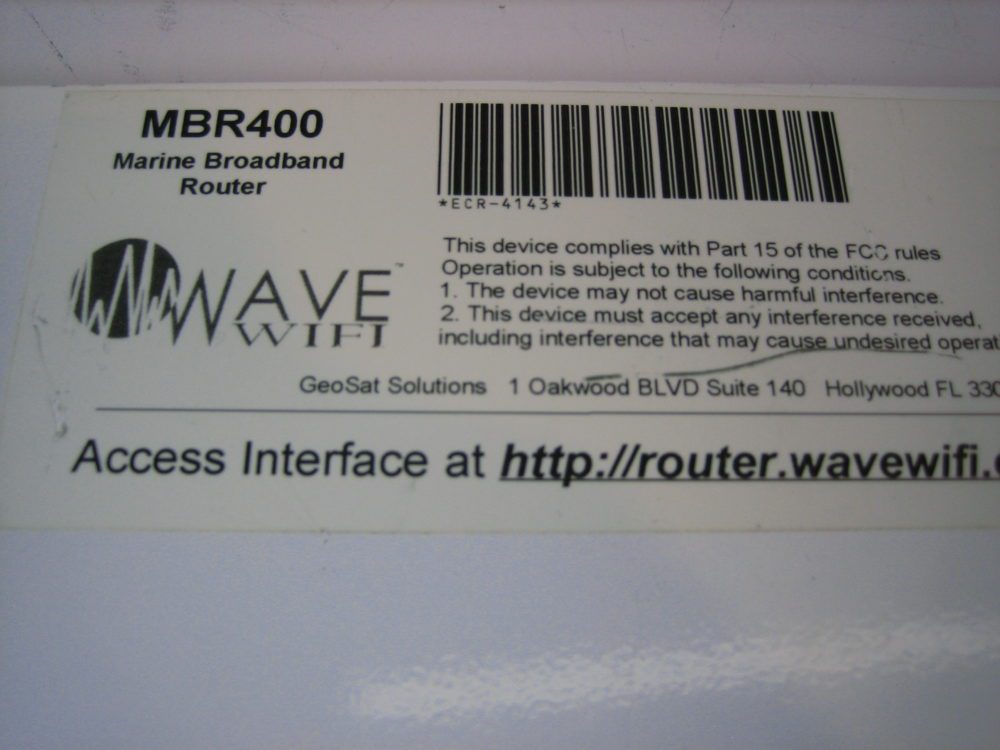 MBR400
Marine Broadband
Router
*ECR-4143*
WAVE™
WIFI
This device complies with Part 15 of the FCC rules
Operation is subject to the following conditions.
1. The device may not cause harmful interference.
2. This device must accept any interference received,
including interference that may cause undesired operat
GeoSat Solutions 1 Oakwood BLVD Suite 140 Hollywood FL 330
Access Interface at http://router.wavewifi.